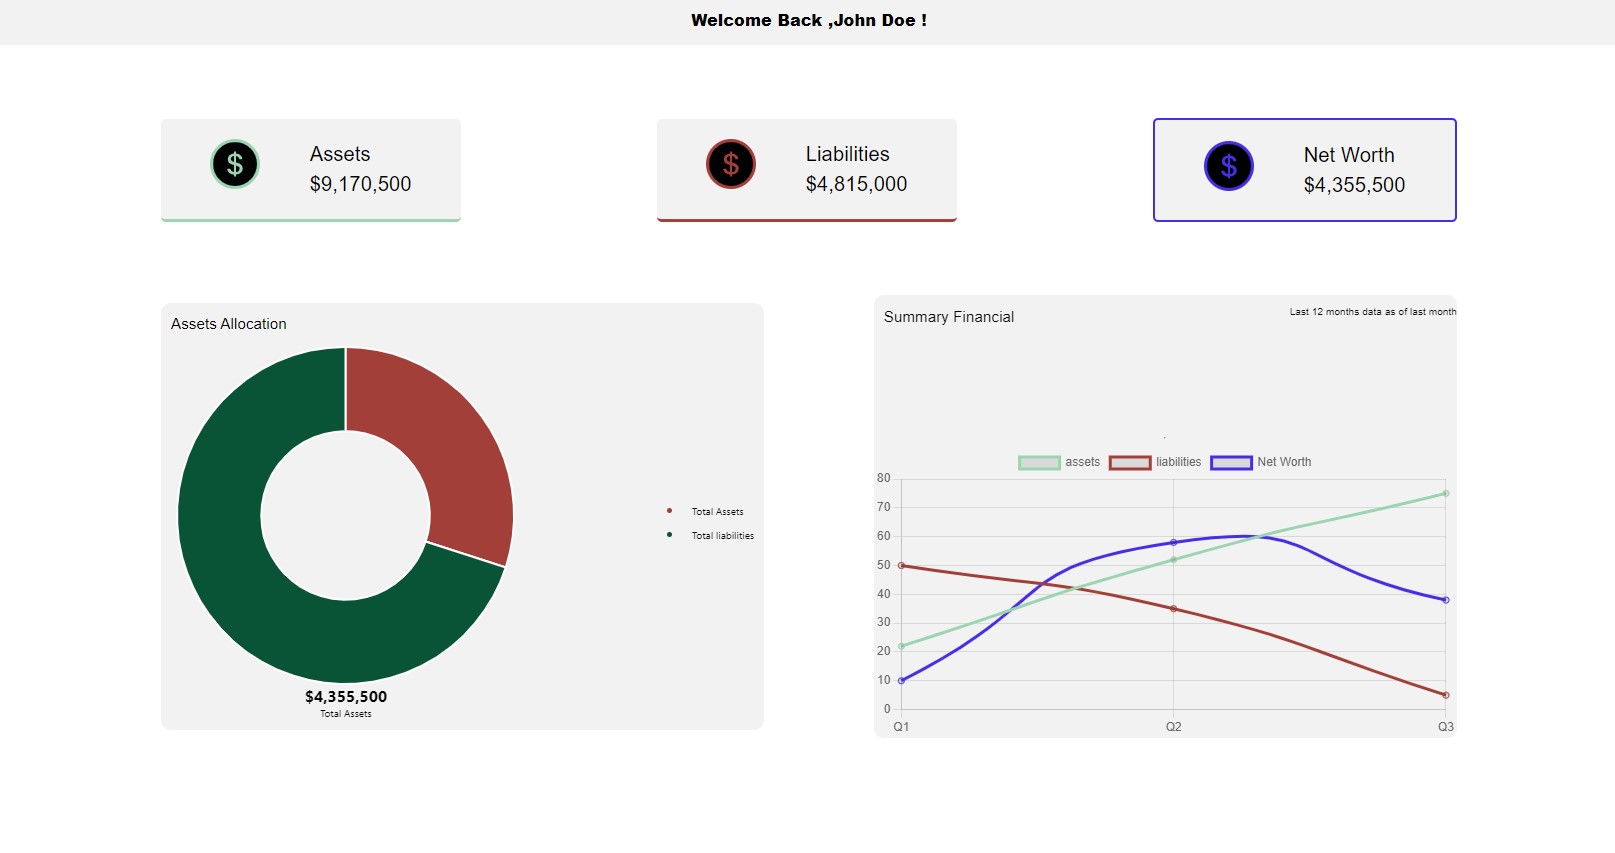 Welcome Back ,John Doe !
$
Assets
$9,170,500
$
Liabilities
$4,815,000
$
Net Worth
$4,355,500
Assets Allocation
Total Assets
Total liabilities
$4,355,500
Total Assets
Summary Financial
Last 12 months data as of last month
.
assets liabilities Net Worth
80
70
60
50
40
30
20
10
0
Q1 Q2 Q3